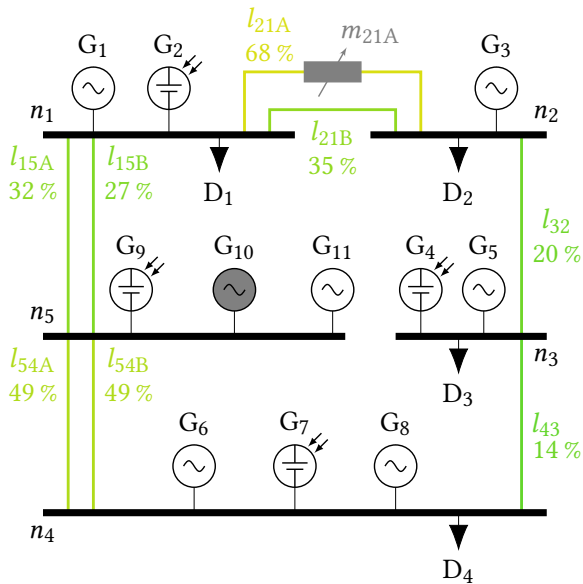 l21A
68 %
m21A
G1
G2
G3
n1
n2
l15A
32 %
l15B
27 %
l21B
35 %
D1
D2
l32
20 %
G9
G10
G11
G4
G5
n5
n3
l54A
49 %
l54B
49 %
D3
G6
G7
G8
l43
14 %
n4
D4